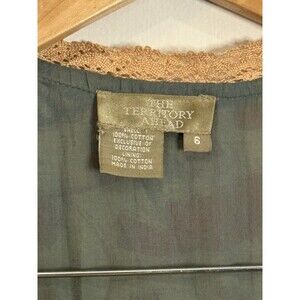 THE
TERRITORY
AHEAD
6
SHELL:
100% COTTON
EXCLUSIVE OF
DECORATION
LINING:
100% COTTON
MADE IN INDIA